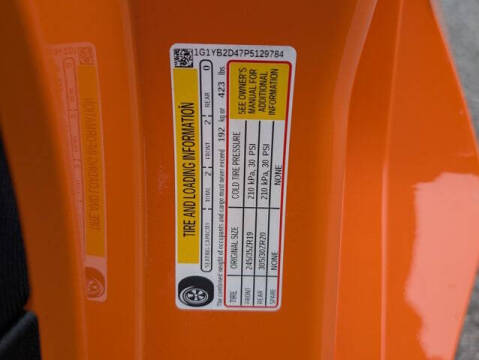 1G1YB2D47P5129784
TIRE AND LOADING INFORMATION
SEATING CAPACITY TOTAL 2 FRONT 2 REAR 0
The combined weight of occupants and cargo must never exceed 192 kg or 423 lbs.
TIRE ORIGINAL SIZE COLD TIRE PRESSURE
FRONT 245/35ZR19 210 kPa, 30 PSI
REAR 305/30ZR20 210 kPa, 30 PSI
SPARE NONE NONE
SEE OWNER'S
MANUAL FOR
ADDITIONAL
INFORMATION